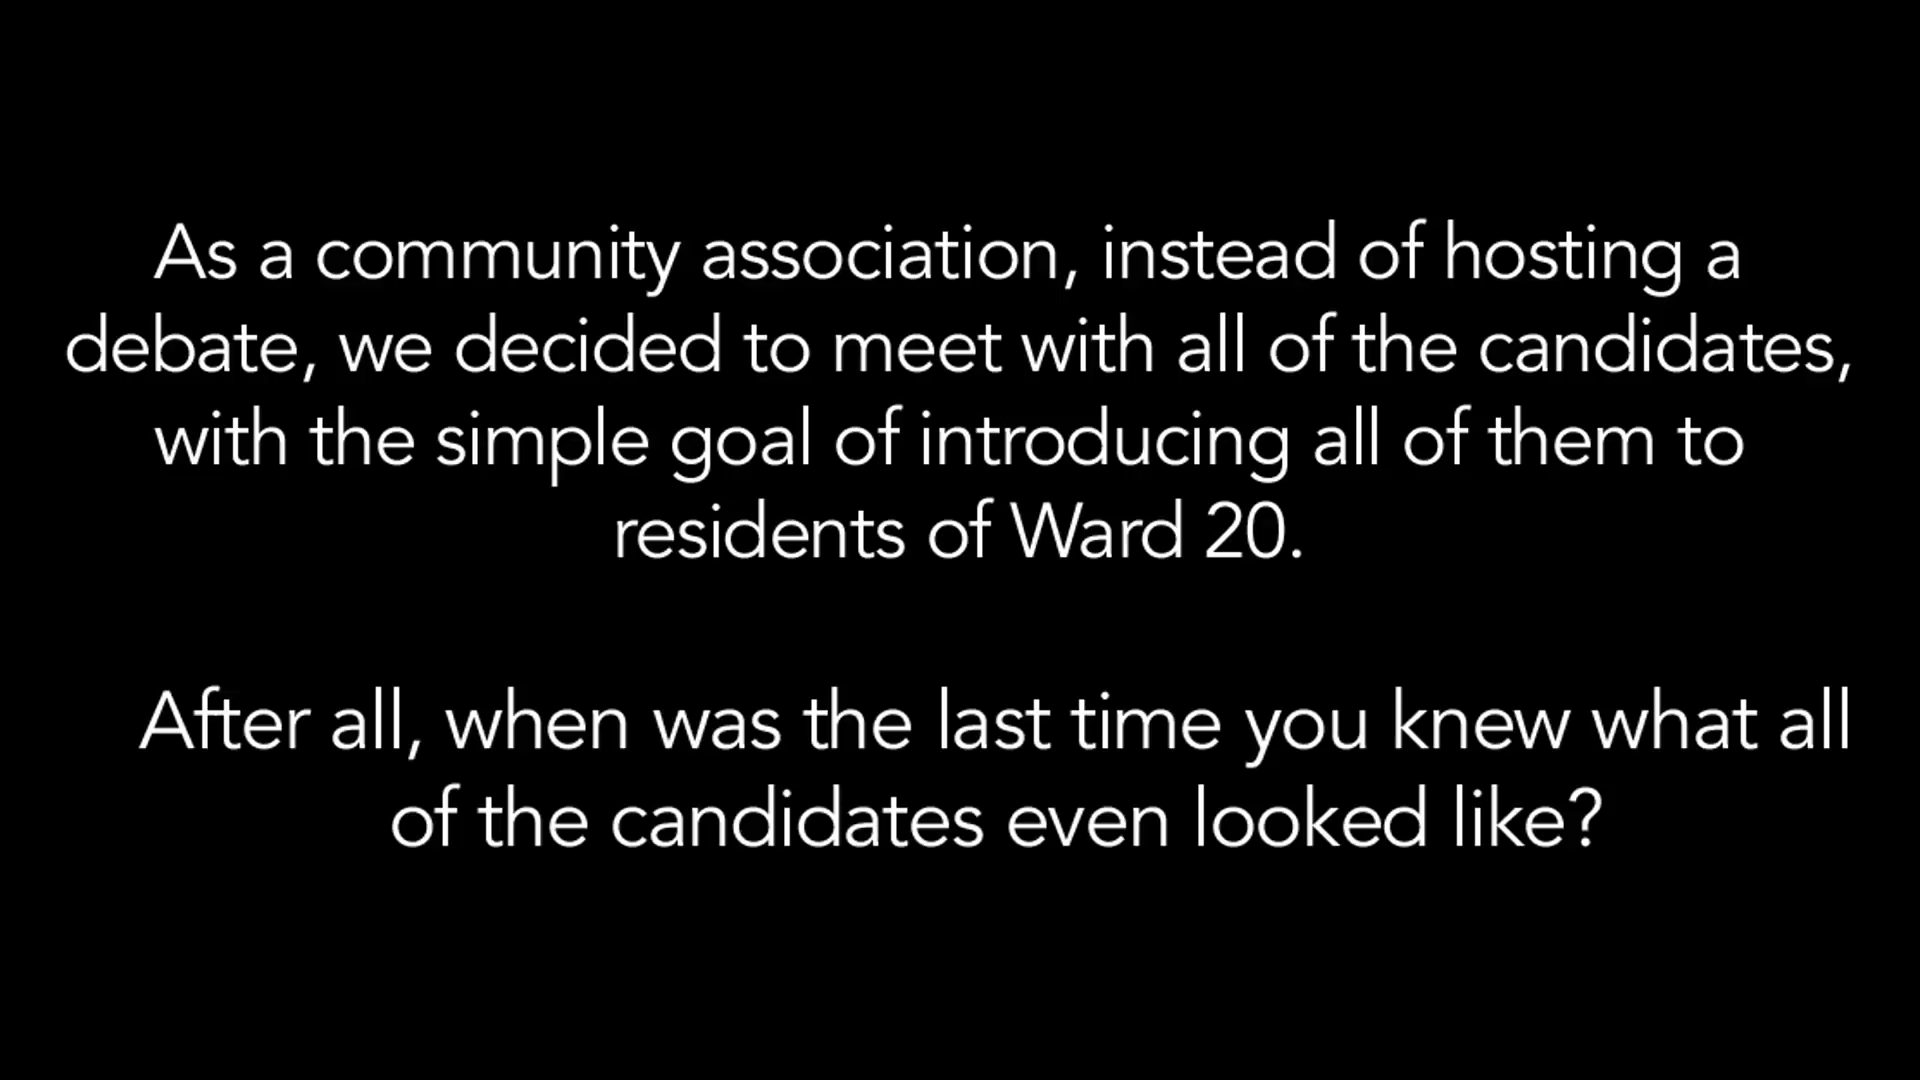 As a community association, instead of hosting a
debate, we decided to meet with all of the candidates,
with the simple goal of introducing all of them to
residents of Ward 20.
After all, when was the last time you knew what all
of the candidates even looked like?